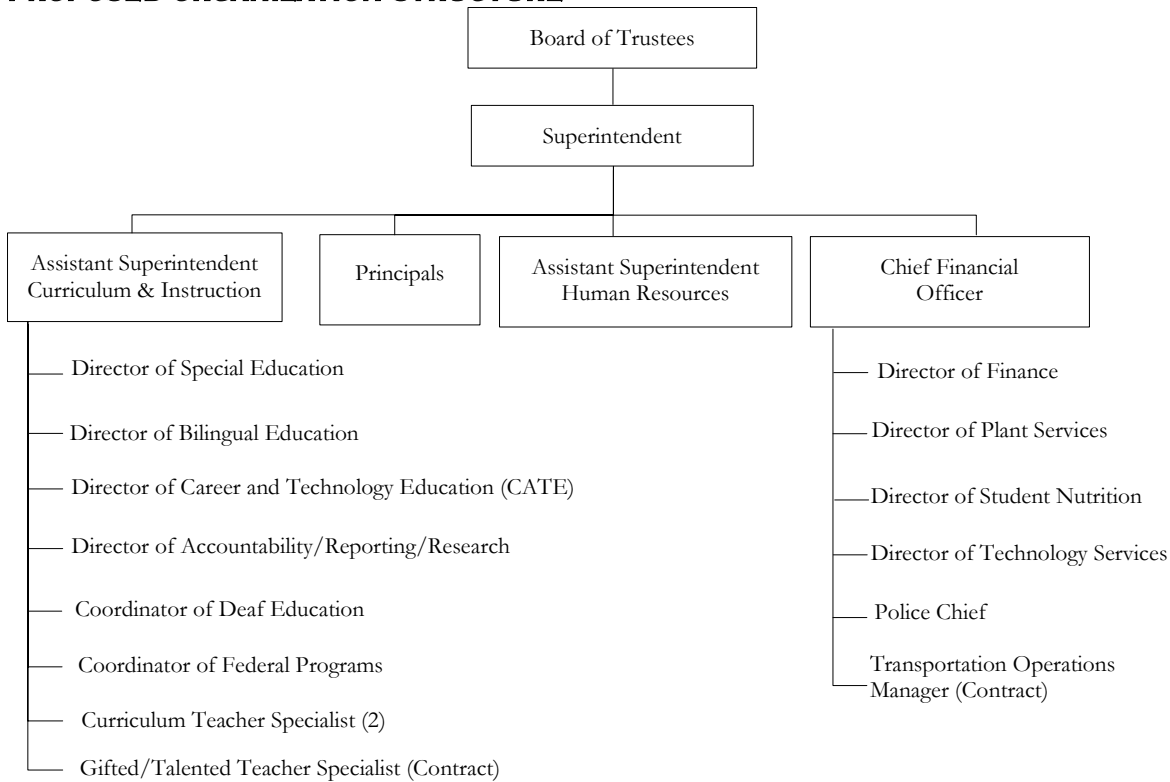 Board of Trustees
Superintendent
Assistant Superintendent
Curriculum & Instruction
Principals
Assistant Superintendent
Human Resources
Chief Financial
Officer
Director of Special Education
Director of Bilingual Education
Director of Career and Technology Education (CATE)
Director of Accountability/Reporting/Research
Coordinator of Deaf Education
Coordinator of Federal Programs
Curriculum Teacher Specialist (2)
Gifted/Talented Teacher Specialist (Contract)
Director of Finance
Director of Plant Services
Director of Student Nutrition
Director of Technology Services
Police Chief
Transportation Operations
Manager (Contract)